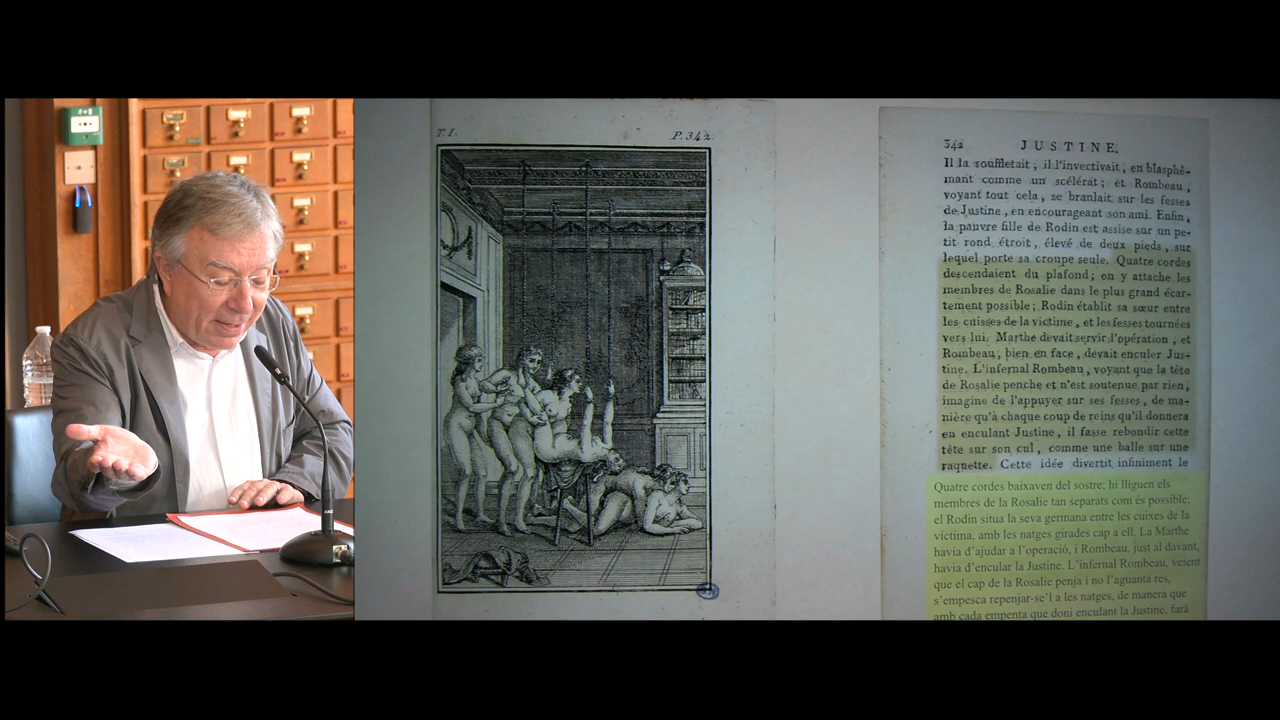 T. I.
P. 342.
342 JUSTINE.
Il la souffletait, il l'invectivait, en blasphê-
mant comme un scélérat ; et Rombeau,
voyant tout cela, se branlait sur les fesses
de Justine, en encourageant son ami. Enfin,
la pauvre fille de Rodin est assise sur un pe-
tit rond étroit, élevé de deux pieds, sur
lequel porte sa croupe seule. Quatre cordes
descendaient du plafond ; on y attache les
membres de Rosalie dans le plus grand écar-
tement possible ; Rodin établit sa sœur entre
les cuisses de la victime, et les fesses tournées
vers lui. Marthe devait servir l'opération, et
Rombeau, bien en face, devait enculer Jus-
tine. L'infernal Rombeau, voyant que la tête
de Rosalie penche et n'est soutenue par rien,
imagine de l'appuyer sur ses fesses, de ma-
nière qu'à chaque coup de reins qu'il donnera
en enculant Justine, il fasse rebondir cette
tête sur son cul, comme une balle sur une
raquette. Cette idée divertit infiniment le
Quatre cordes baixaven del sostre; hi lliguen els
membres de la Rosalie tan separats com és possible;
el Rodin situa la seva germana entre les cuixes de la
víctima, amb les natges girades cap a ell. La Marthe
havia d'ajudar a l'operació, i Rombeau, just al davant,
havia d'encular la Justine. L'infernal Rombeau, veient
que el cap de la Rosalie penja i no l'aguanta res,
s'empesca repenjar-se'l a les natges, de manera que
amb cada empenta que doni enculant la Justine, farà
AKG